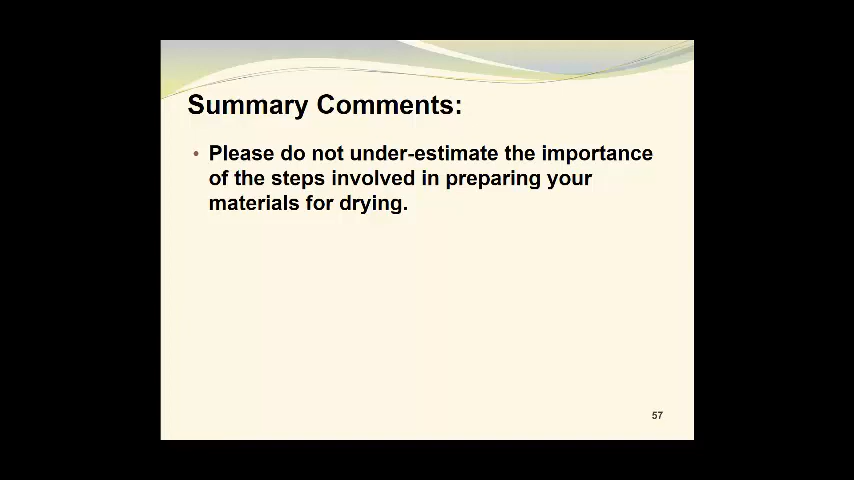 Summary Comments:
• Please do not under-estimate the importance
of the steps involved in preparing your
materials for drying.
57